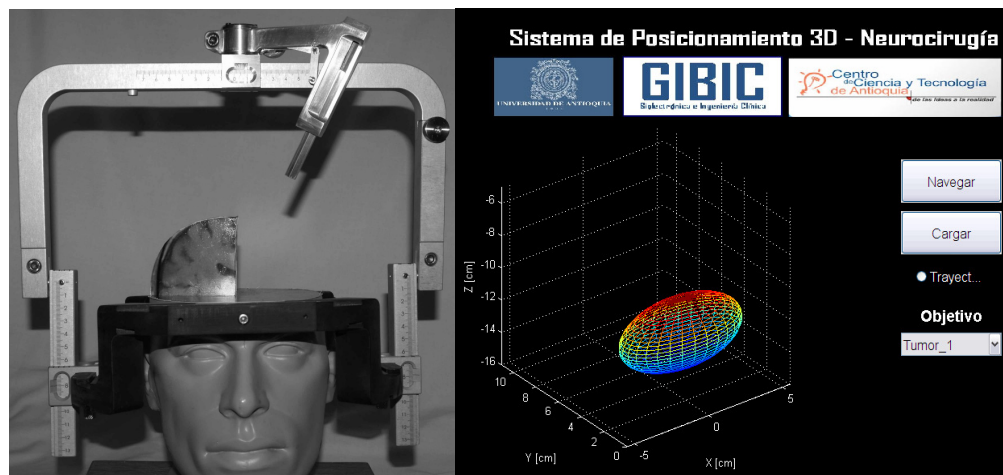 Sistema de Posicionamiento 3D - Neurocirugía
UNIVERSIDAD DE ANTIOQUIA
GIBIC
Bioelectrónica e Ingeniería Clínica
Centro
de Ciencia y Tecnología
de Antioquia
de las Ideas a la realidad
Navegar
Cargar
Trayect...
Objetivo
Tumor_1
Z [cm]
-6
-8
-10
-12
-14
-16
Y [cm]
10
8
6
4
2
0
X [cm]
-5
0
5